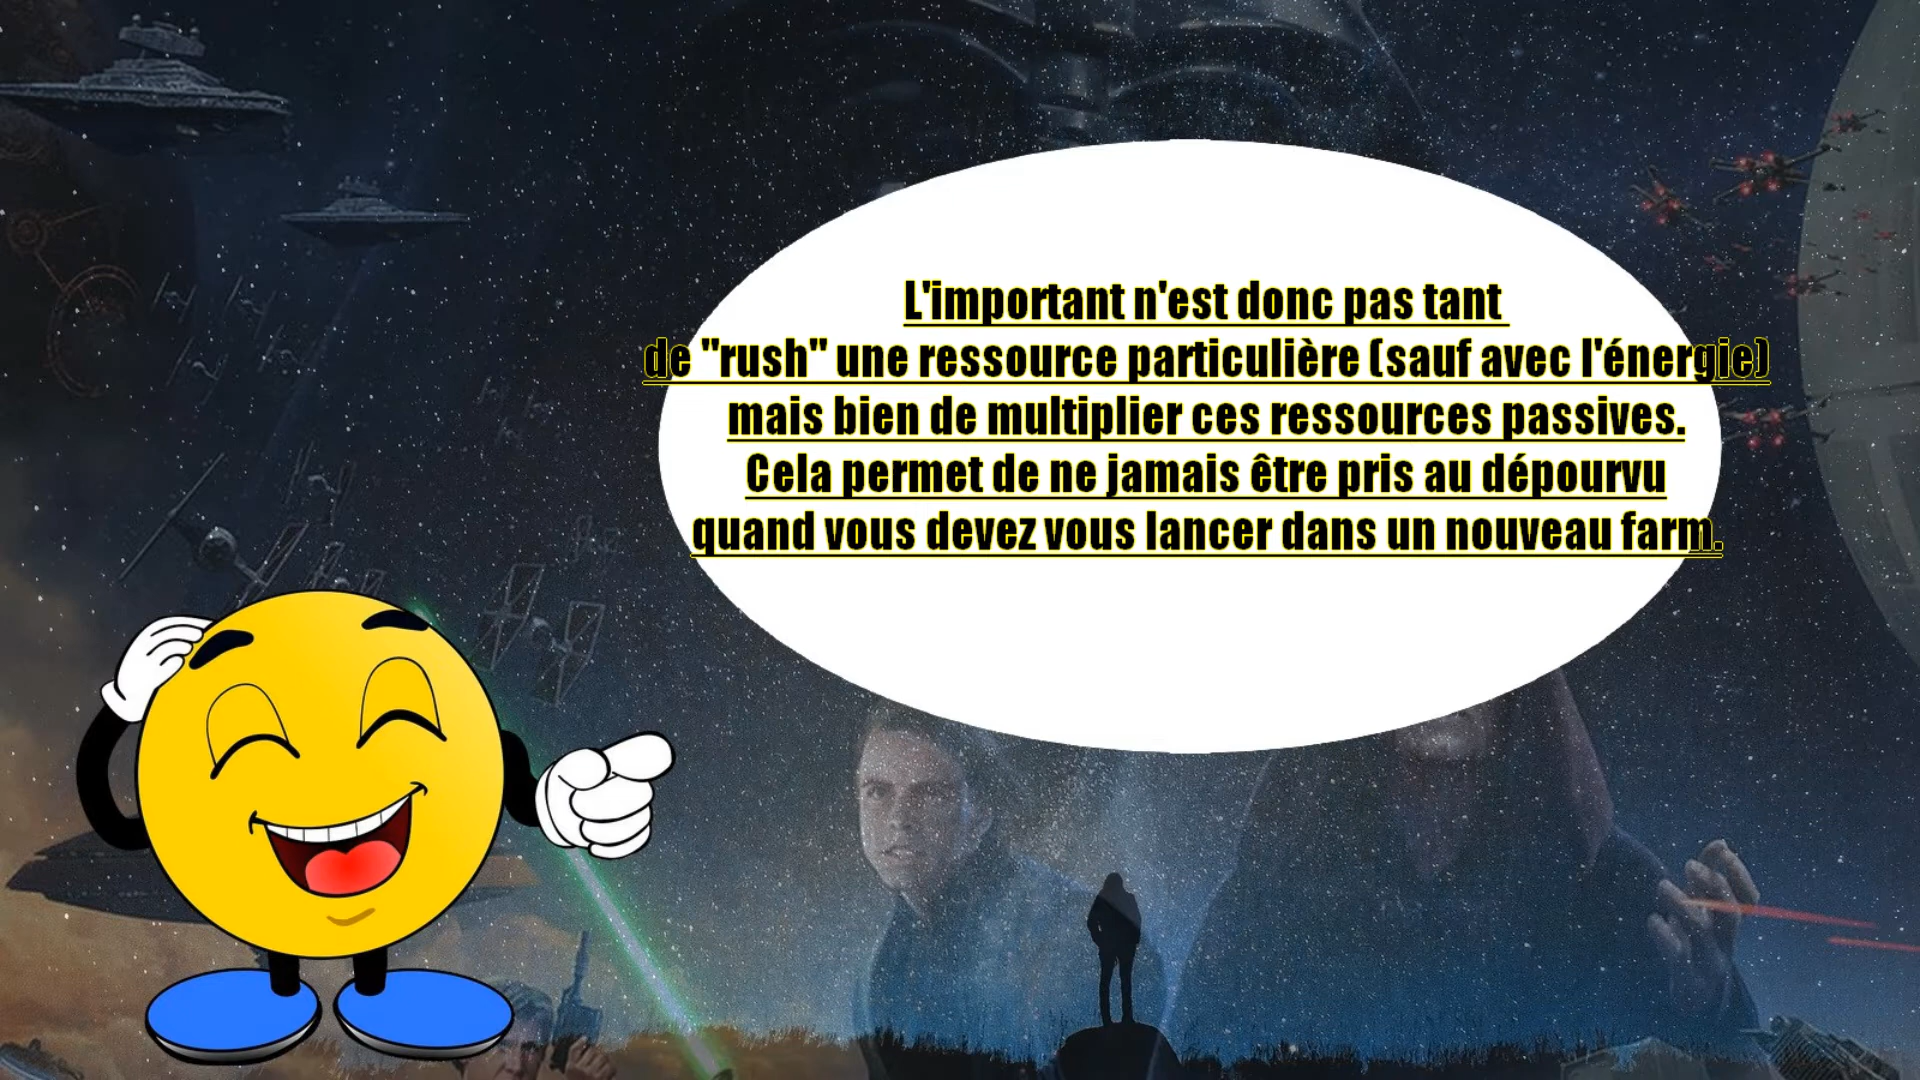 L'important n'est donc pas tant
de "rush" une ressource particulière (sauf avec l'énergie)
mais bien de multiplier ces ressources passives.
Cela permet de ne jamais être pris au dépourvu
quand vous devez vous lancer dans un nouveau farm.